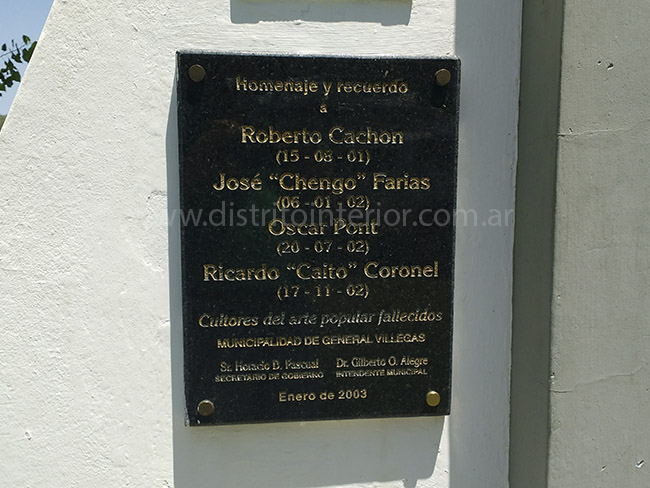 Homenaje y recuerdo
a
Roberto Cachon
(15 - 08 - 01)
José "Chengo" Farias
(06 - 01 - 02)
www.distritointerior.com.ar
Oscar Pont
(20 - 07 - 02)
Ricardo "Caito" Coronel
(17 - 11 - 02)
Cultores del arte popular fallecidos
MUNICIPALIDAD DE GENERAL VILLEGAS
Sr. Horacio D. Pascual Dr. Gilberto O. Alegre
SECRETARIO DE GOBIERNO INTENDENTE MUNICIPAL
Enero de 2003